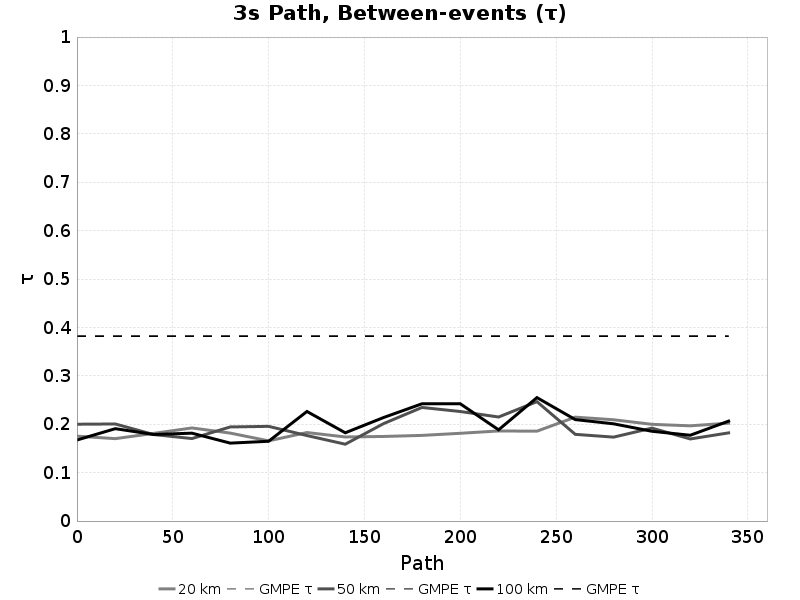 3s Path, Between-events (τ)
1
0.9
0.8
0.7
0.6
0.5
0.4
0.3
0.2
0.1
0
τ
0 50 100 150 200 250 300 350
Path
20 km GMPE τ 50 km GMPE τ 100 km GMPE τ